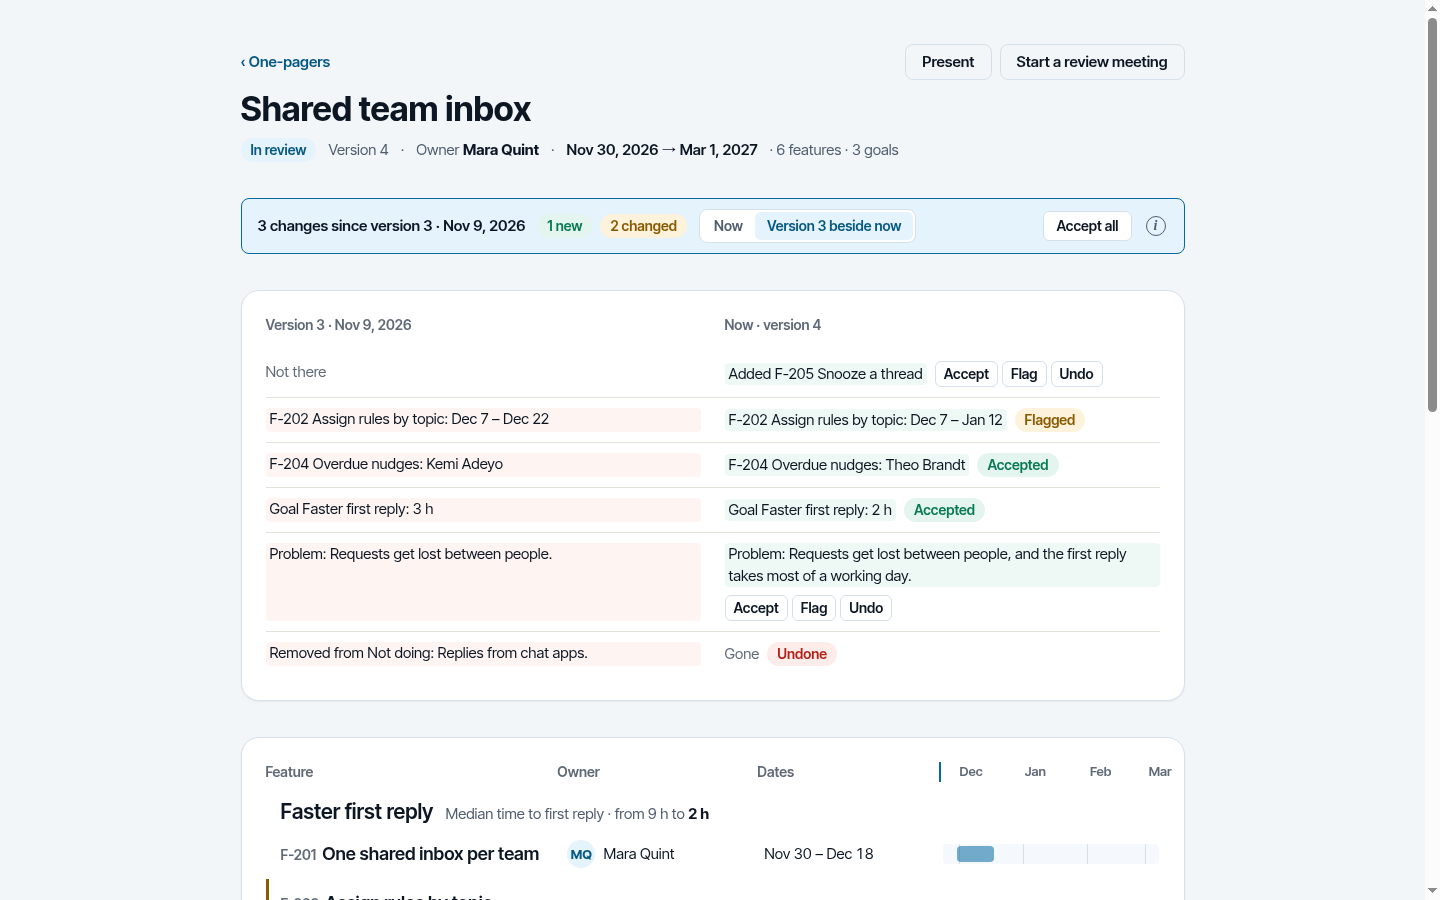 ‹ One-pagers
Present
Start a review meeting
Shared team inbox
In review Version 4 · Owner Mara Quint · Nov 30, 2026 → Mar 1, 2027 · 6 features · 3 goals
3 changes since version 3 · Nov 9, 2026 1 new 2 changed Now Version 3 beside now Accept all i
Version 3 · Nov 9, 2026
Now · version 4
Not there
Added F-205 Snooze a thread Accept Flag Undo
F-202 Assign rules by topic: Dec 7 – Dec 22
F-202 Assign rules by topic: Dec 7 – Jan 12 Flagged
F-204 Overdue nudges: Kemi Adeyo
F-204 Overdue nudges: Theo Brandt Accepted
Goal Faster first reply: 3 h
Goal Faster first reply: 2 h Accepted
Problem: Requests get lost between people.
Problem: Requests get lost between people, and the first reply
takes most of a working day.
Accept Flag Undo
Removed from Not doing: Replies from chat apps.
Gone Undone
Feature Owner Dates Dec Jan Feb Mar
Faster first reply Median time to first reply · from 9 h to 2 h
F-201 One shared inbox per team MQ Mara Quint Nov 30 – Dec 18